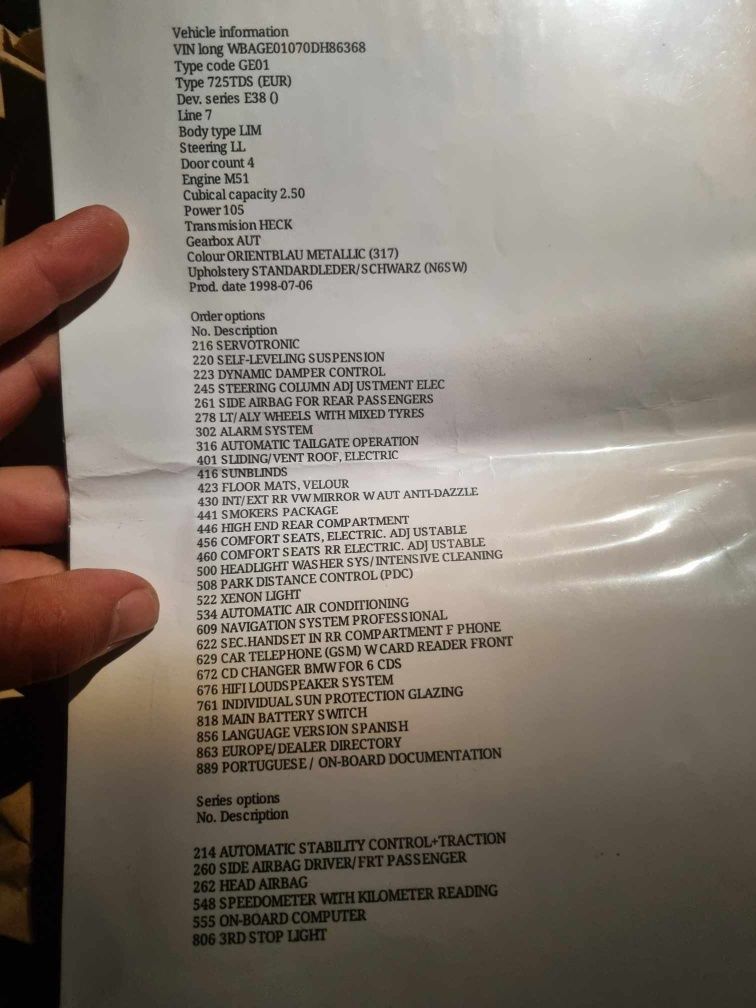 Vehicle information
VIN long WBAGE01070DH86368
Type code GE01
Type 725TDS (EUR)
Dev. series E38 ()
Line 7
Body type LIM
Steering LL
Door count 4
Engine M51
Cubical capacity 2.50
Power 105
Transmision HECK
Gearbox AUT
Colour ORIENTBLAU METALLIC (317)
Upholstery STANDARDLEDER/SCHWARZ (N6SW)
Prod. date 1998-07-06
Order options
No. Description
216 SERVOTRONIC
220 SELF-LEVELING SUSPENSION
223 DYNAMIC DAMPER CONTROL
245 STEERING COLUMN ADJUSTMENT ELEC
261 SIDE AIRBAG FOR REAR PASSENGERS
278 LT/ALY WHEELS WITH MIXED TYRES
302 ALARM SYSTEM
316 AUTOMATIC TAILGATE OPERATION
401 SLIDING/VENT ROOF, ELECTRIC
416 SUNBLINDS
423 FLOOR MATS, VELOUR
430 INT/EXT RR VW MIRROR W AUT ANTI-DAZZLE
441 SMOKERS PACKAGE
446 HIGH END REAR COMPARTMENT
456 COMFORT SEATS, ELECTRIC. ADJUSTABLE
460 COMFORT SEATS RR ELECTRIC. ADJUSTABLE
500 HEADLIGHT WASHER SYS/INTENSIVE CLEANING
508 PARK DISTANCE CONTROL (PDC)
522 XENON LIGHT
534 AUTOMATIC AIR CONDITIONING
609 NAVIGATION SYSTEM PROFESSIONAL
622 SEC.HANDSET IN RR COMPARTMENT F PHONE
629 CAR TELEPHONE (GSM) W CARD READER FRONT
672 CD CHANGER BMW FOR 6 CDS
676 HIFI LOUDSPEAKER SYSTEM
761 INDIVIDUAL SUN PROTECTION GLAZING
818 MAIN BATTERY SWITCH
856 LANGUAGE VERSION SPANISH
863 EUROPE/DEALER DIRECTORY
889 PORTUGUESE / ON-BOARD DOCUMENTATION
Series options
No. Description
214 AUTOMATIC STABILITY CONTROL+TRACTION
260 SIDE AIRBAG DRIVER/FRT PASSENGER
262 HEAD AIRBAG
548 SPEEDOMETER WITH KILOMETER READING
555 ON-BOARD COMPUTER
806 3RD STOP LIGHT